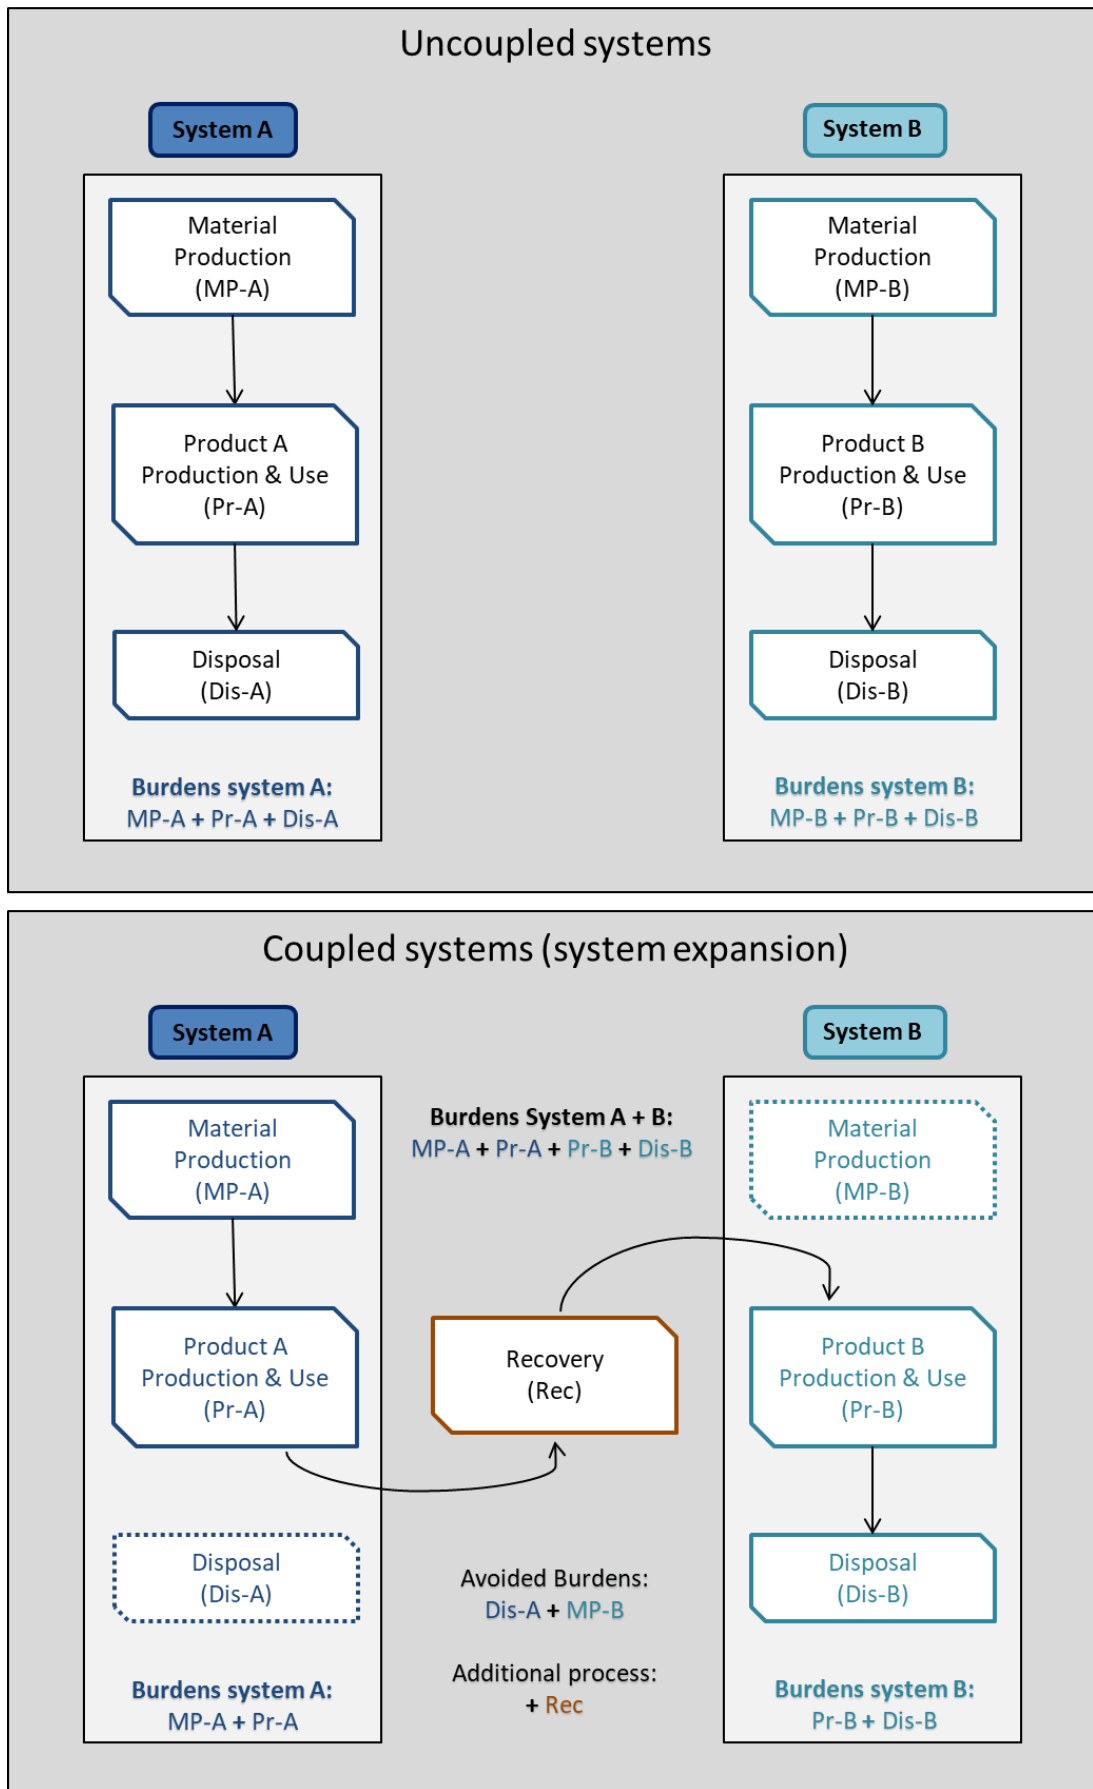 Uncoupled systems
System A
Material
Production
(MP-A)
Product A
Production & Use
(Pr-A)
Disposal
(Dis-A)
Burdens system A:
MP-A + Pr-A + Dis-A
System B
Material
Production
(MP-B)
Product B
Production & Use
(Pr-B)
Disposal
(Dis-B)
Burdens system B:
MP-B + Pr-B + Dis-B
Coupled systems (system expansion)
System A
Material
Production
(MP-A)
Product A
Production & Use
(Pr-A)
Disposal
(Dis-A)
Burdens system A:
MP-A + Pr-A
Burdens System A + B:
MP-A + Pr-A + Pr-B + Dis-B
Recovery
(Rec)
Avoided Burdens:
Dis-A + MP-B
Additional process:
+ Rec
System B
Material
Production
(MP-B)
Product B
Production & Use
(Pr-B)
Disposal
(Dis-B)
Burdens system B:
Pr-B + Dis-B